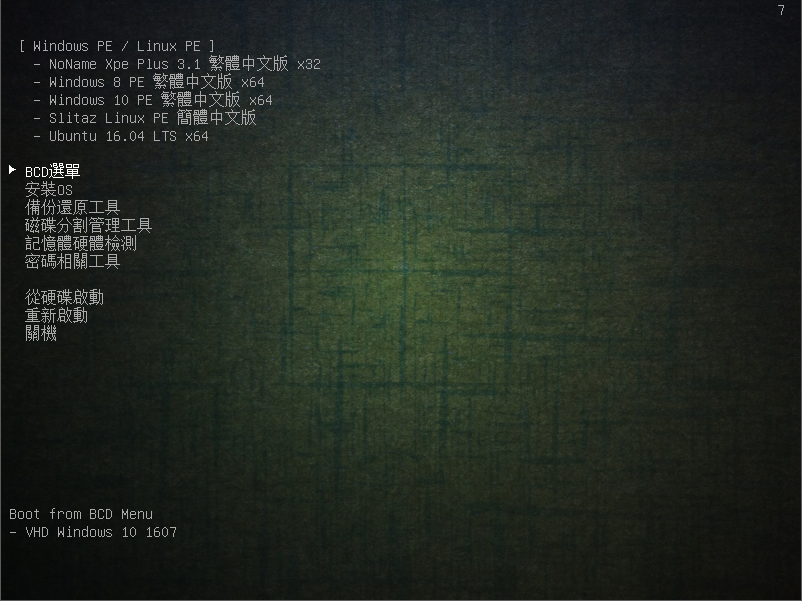 7
[ Windows PE / Linux PE ]
- NoName Xpe Plus 3.1 繁體中文版 x32
- Windows 8 PE 繁體中文版 x64
- Windows 10 PE 繁體中文版 x64
- Slitaz Linux PE 簡體中文版
- Ubuntu 16.04 LTS x64
BCD選單
安裝OS
備份還原工具
磁碟分割管理工具
記憶體硬體檢測
密碼相關工具
從硬碟啟動
重新啟動
關機
Boot from BCD Menu
- VHD Windows 10 1607